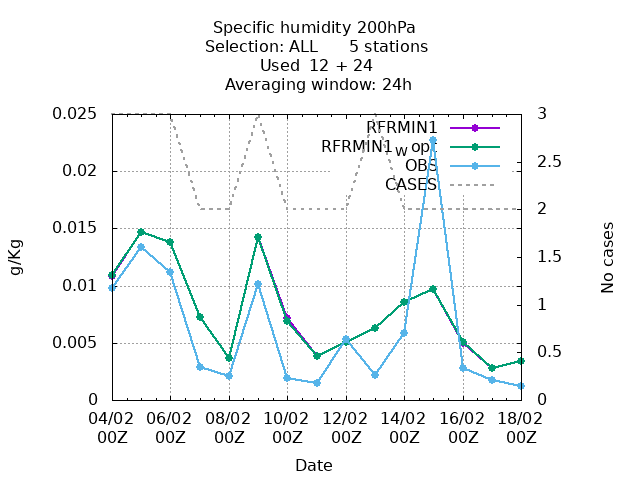 Specific humidity 200hPa
Selection: ALL      5 stations
Used  12 + 24
Averaging window: 24h
0.025
0.02
0.015
0.01
0.005
0
g/Kg
3
2.5
2
1.5
1
0.5
0
No cases
RFRMIN1
RFRMIN1_w_op
OBS
CASES
04/02 06/02 08/02 10/02 12/02 14/02 16/02 18/02
00Z 00Z 00Z 00Z 00Z 00Z 00Z 00Z
Date